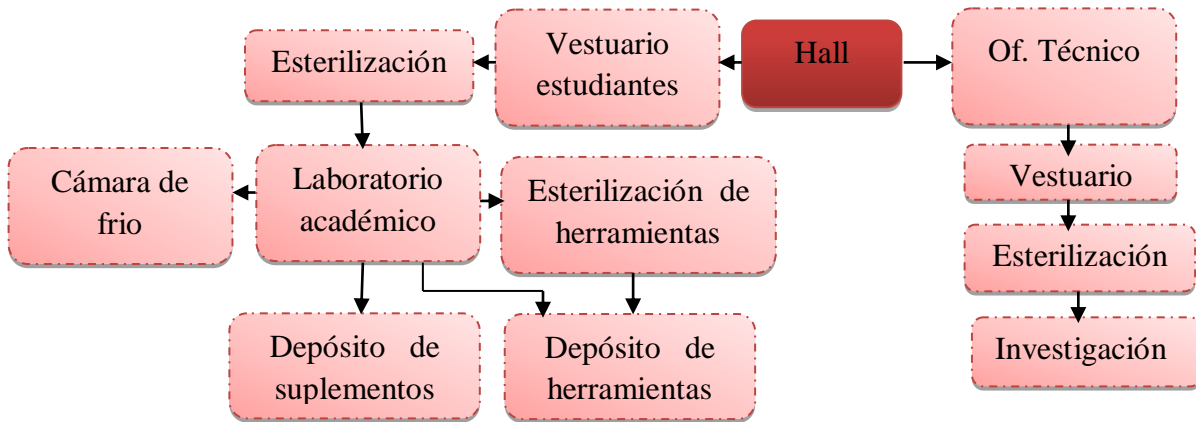 Esterilización
Vestuario
estudiantes
Hall
Of. Técnico
Cámara de
frio
Laboratorio
académico
Esterilización de
herramientas
Vestuario
Esterilización
Depósito de
suplementos
Depósito de
herramientas
Investigación